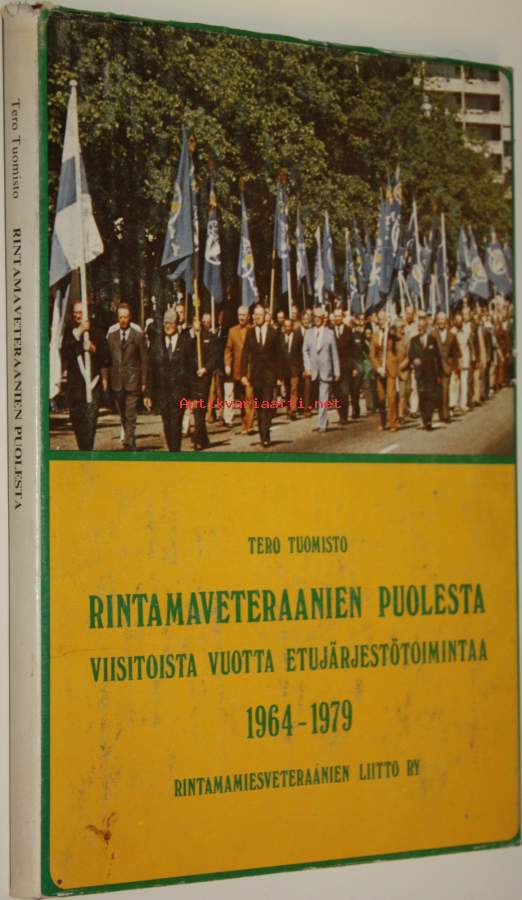 Tero Tuomisto RINTAMAVETERAANIEN PUOLESTA
Antikvariaatti.net
TERO TUOMISTO
RINTAMAVETERAANIEN PUOLESTA
VIISITOISTA VUOTTA ETUJÄRJESTÖTOIMINTAA
1964-1979
RINTAMAMIESVETERAANIEN LIITTO RY